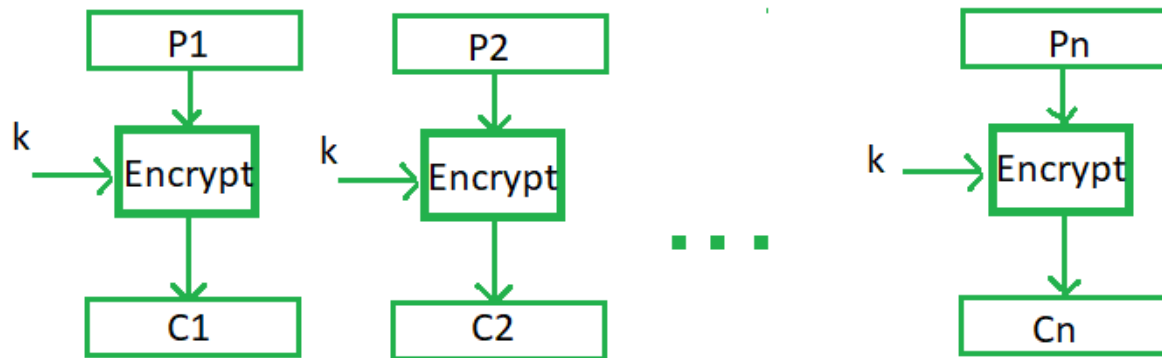 P1 P2 Pn
k Encrypt k Encrypt k Encrypt
C1 C2 Cn